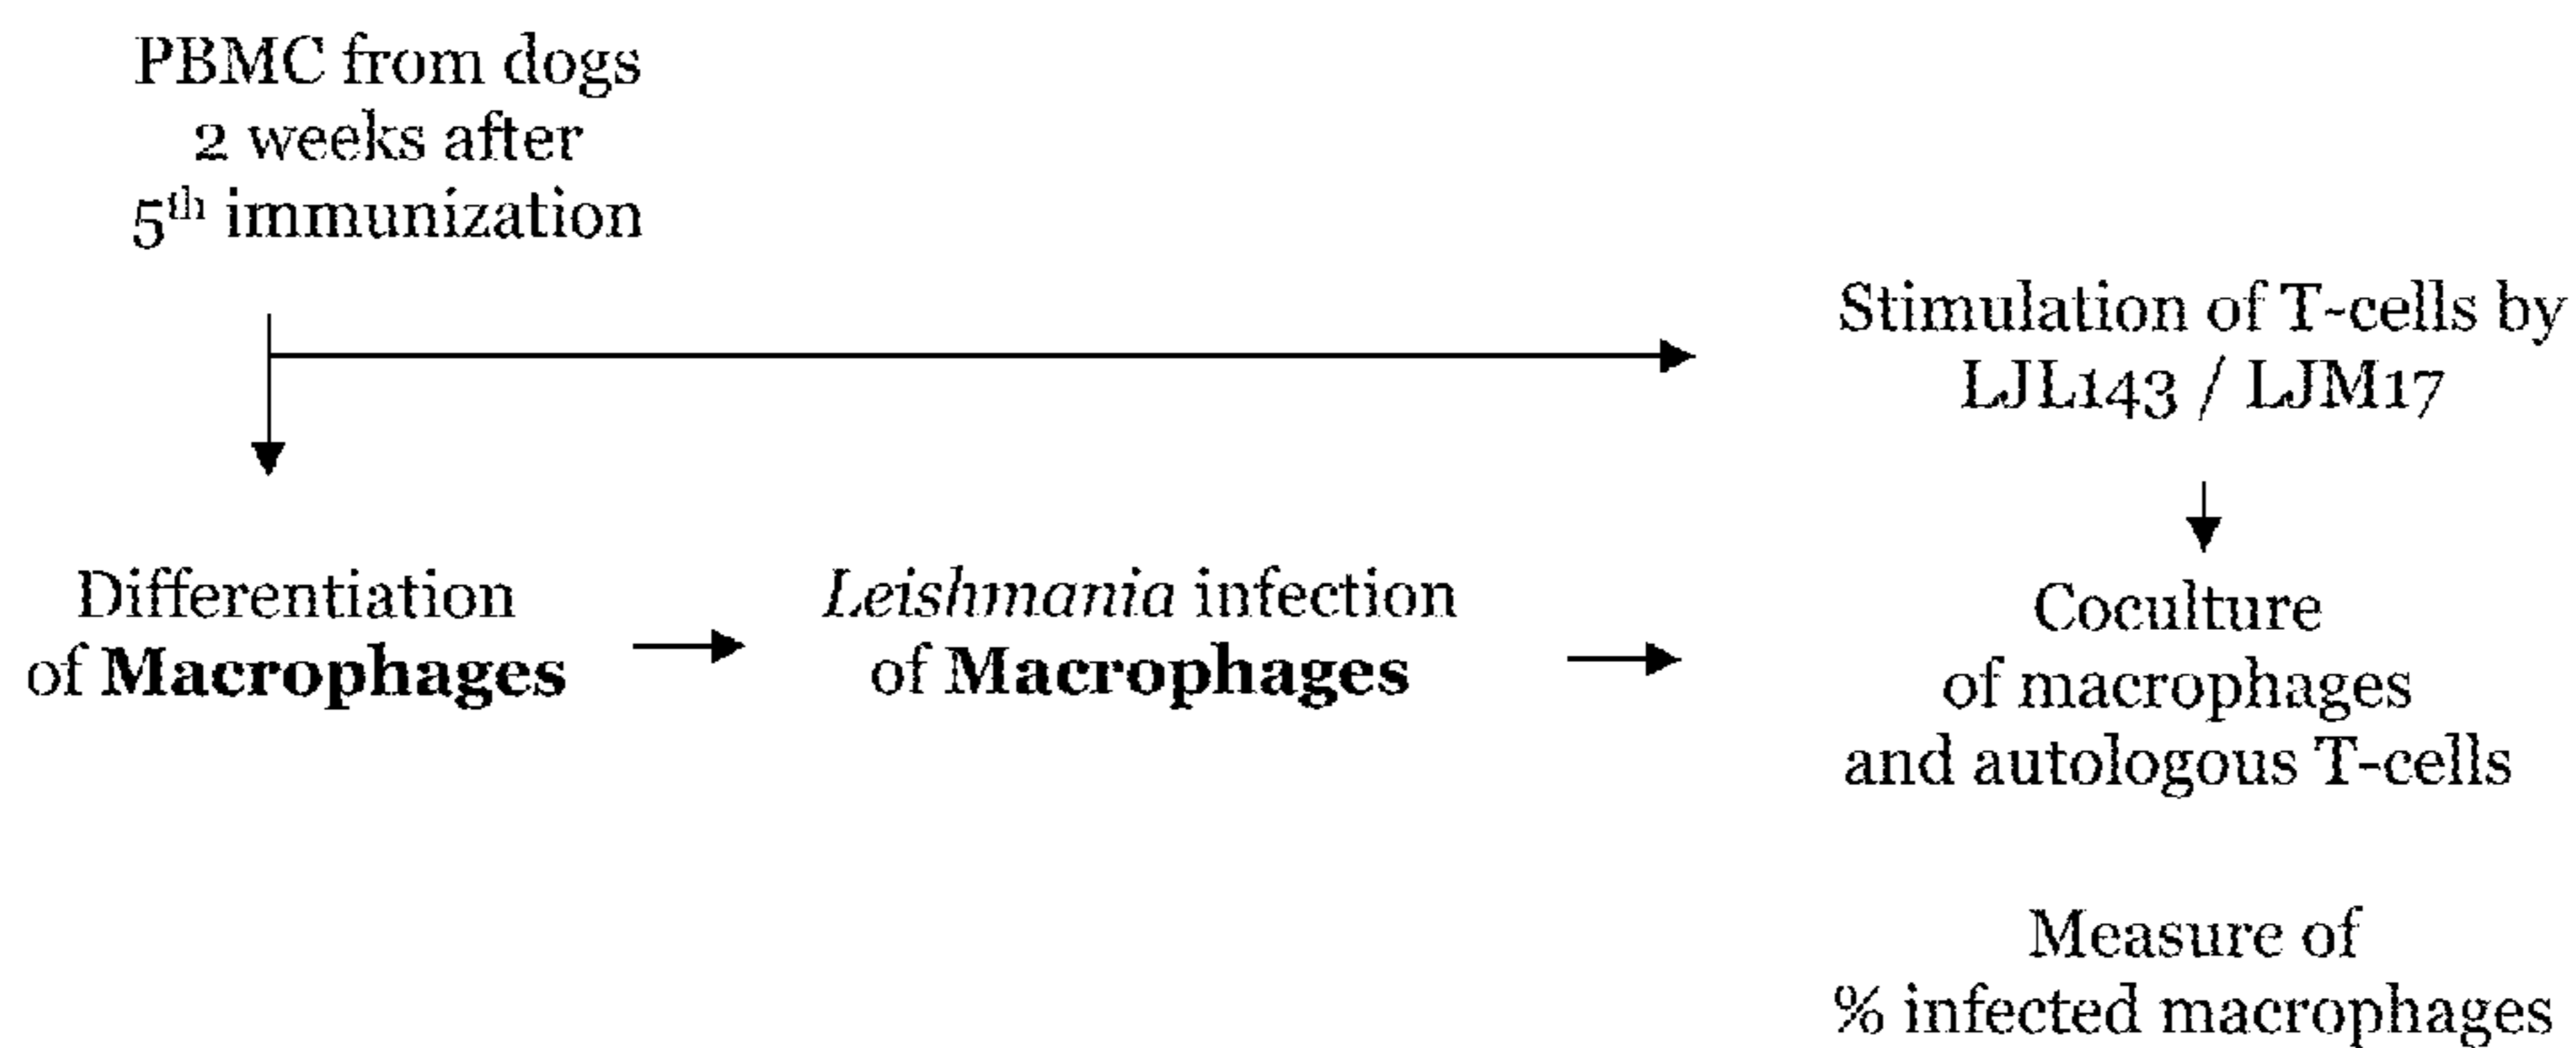 PBMC from dogs
2 weeks after
5th immunization
Stimulation of T-cells by
LJL143 / LJM17
Differentiation
of Macrophages
Leishmania infection
of Macrophages
Coculture
of macrophages
and autologous T-cells
Measure of
% infected macrophages